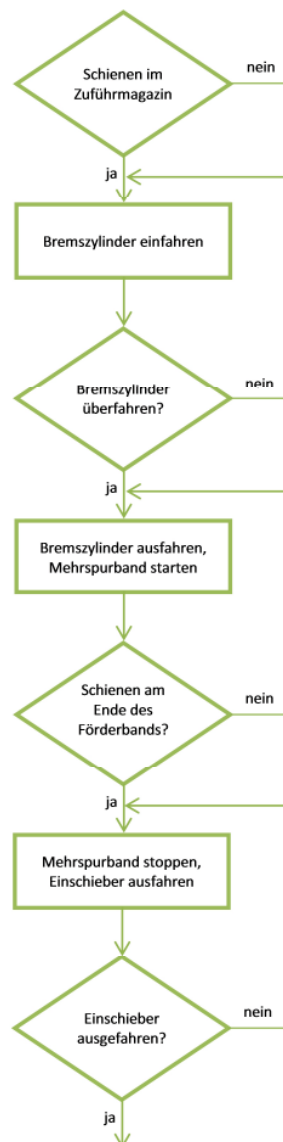 Schienen im
Zuführmagazin
nein
ja
Bremszylinder einfahren
Bremszylinder
überfahren?
nein
ja
Bremszylinder ausfahren,
Mehrspurband starten
Schienen am
Ende des
Förderbands?
nein
ja
Mehrspurband stoppen,
Einschieber ausfahren
Einschieber
ausgefahren?
nein
ja